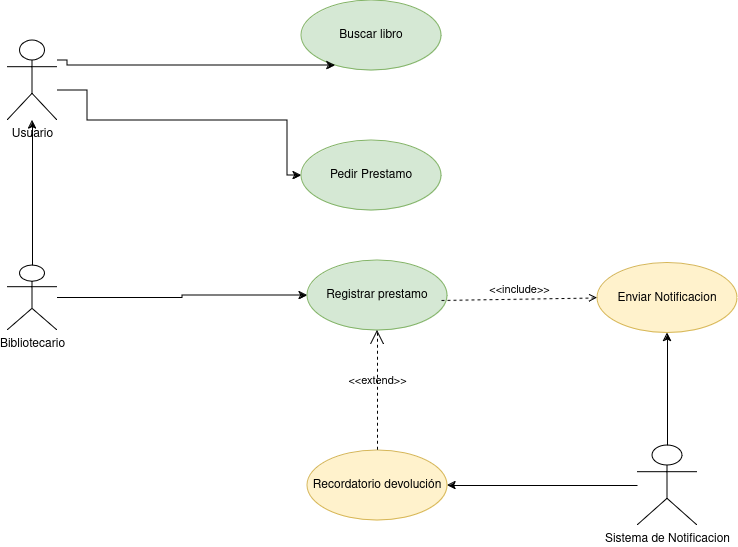 Buscar libro
Usuario
Pedir Prestamo
Registrar prestamo
<<include>>
Enviar Notificacion
Bibliotecario
<<extend>>
Recordatorio devolución
Sistema de Notificacion